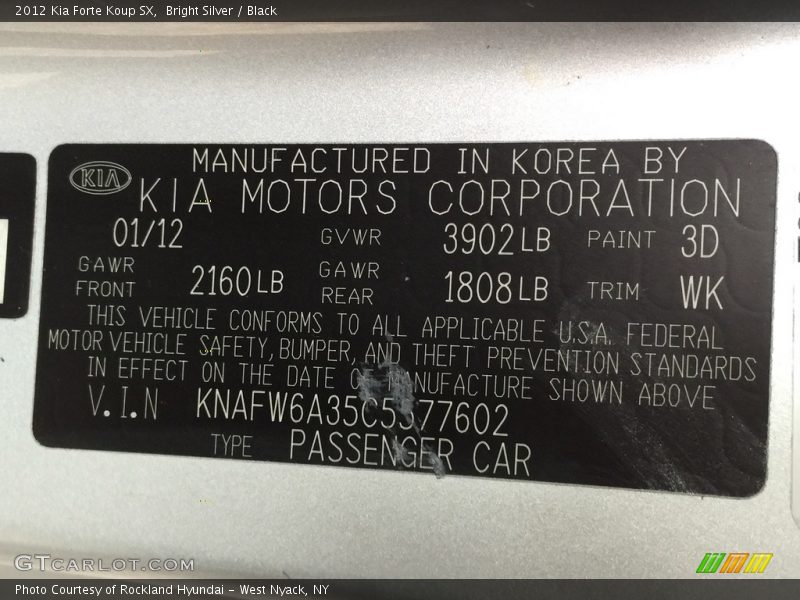 2012 Kia Forte Koup SX,  Bright Silver / Black
MANUFACTURED IN KOREA BY
KIA KIA MOTORS CORPORATION
01/12 GVWR 3902LB PAINT 3D
GAWR FRONT 2160LB GAWR REAR 1808LB TRIM WK
THIS VEHICLE CONFORMS TO ALL APPLICABLE U.S.A. FEDERAL
MOTOR VEHICLE SAFETY, BUMPER, AND THEFT PREVENTION STANDARDS
IN EFFECT ON THE DATE OF MANUFACTURE SHOWN ABOVE
V.I.N
TYPE PASSENGER CAR
GTCARLOT.COM
Photo Courtesy of Rockland Hyundai - West Nyack, NY